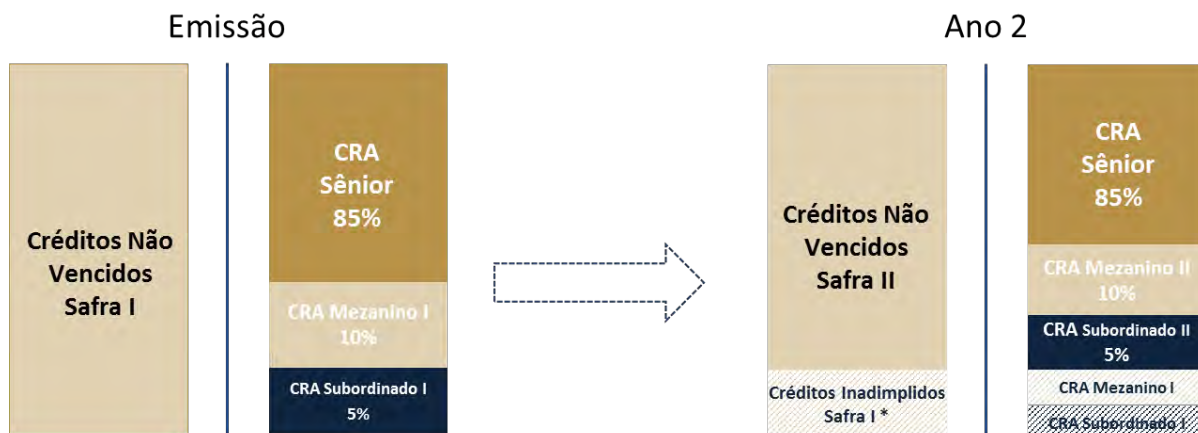 Emissão
Créditos Não
Vencidos
Safra I
CRA
Sênior
85%
CRA Mezanino I
10%
CRA Subordinado I
5%
Ano 2
Créditos Não
Vencidos
Safra II
Créditos Inadimplidos
Safra I *
CRA
Sênior
85%
CRA Mezanino II
10%
CRA Subordinado II
5%
CRA Mezanino I
CRA Subordinado I